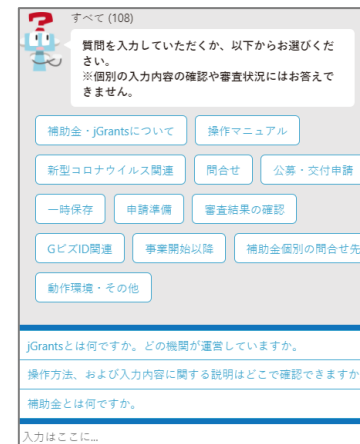 すべて (108)
質問を入力していただくか、以下からお選びくだ
さい。
※個別の入力内容の確認や審査状況にはお答えで
きません。
補助金・jGrantsについて
操作マニュアル
新型コロナウイルス関連
問合せ
公募・交付申請
一時保存
申請準備
審査結果の確認
GビズID関連
事業開始以降
補助金個別の問合せ先
動作環境・その他
jGrantsとは何ですか。どの機関が運営していますか。
操作方法、および入力内容に関する説明はどこで確認できますか
補助金とは何ですか。
入力はここに...